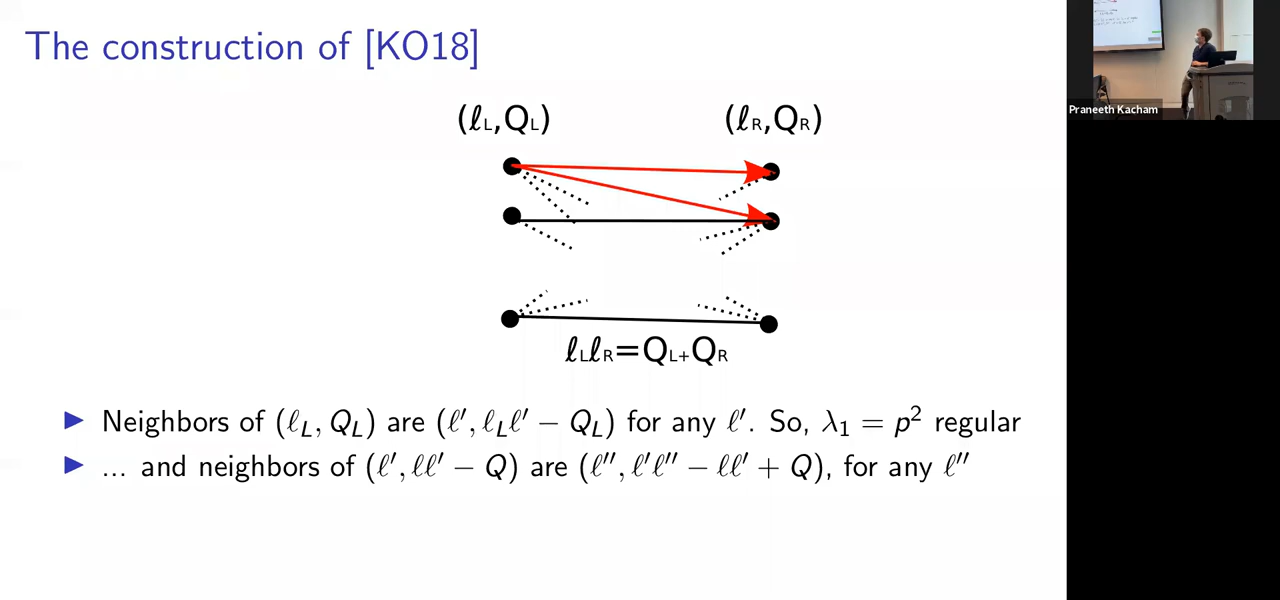 The construction of [KO18]
(ℓL,QL) (ℓR,QR)
ℓLℓR=QL+QR
Neighbors of (ℓL, QL) are (ℓ′, ℓLℓ′ − QL) for any ℓ′. So, λ1 = p² regular
... and neighbors of (ℓ′, ℓℓ′ − Q) are (ℓ′′, ℓ′ℓ′′ − ℓℓ′ + Q), for any ℓ′′
Praneeth Kacham